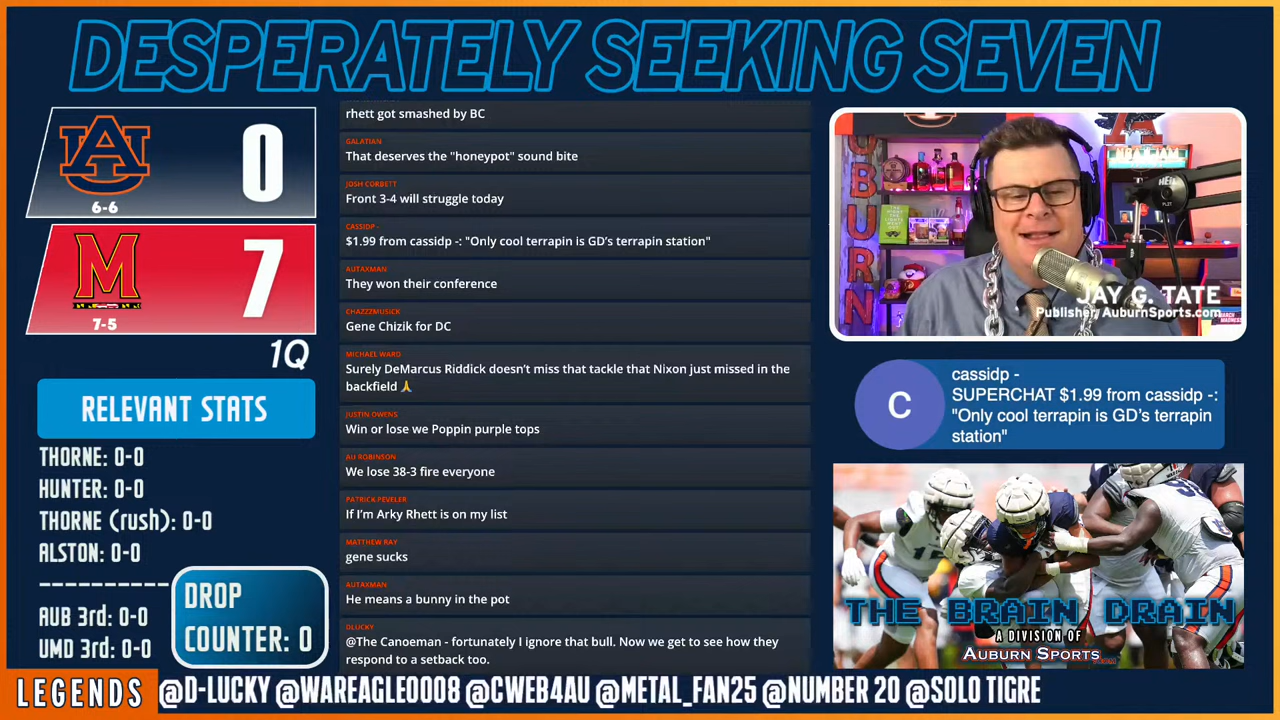 DESPERATELY SEEKING SEVEN
0
6-6
7
7-5
1Q
RELEVANT STATS
THORNE: 0-0
HUNTER: 0-0
THORNE (rush): 0-0
ALSTON: 0-0
----------
AUB 3rd: 0-0
UMD 3rd: 0-0
DROP
COUNTER: 0
rhett got smashed by BC
GALATIAN
That deserves the "honeypot" sound bite
JOSH CORBETT
Front 3-4 will struggle today
CASSIDP -
$1.99 from cassidp -: "Only cool terrapin is GD’s terrapin station"
AUTAXMAN
They won their conference
CHAZZZMUSICK
Gene Chizik for DC
MICHAEL WARD
Surely DeMarcus Riddick doesn’t miss that tackle that Nixon just missed in the
backfield 🙏
JUSTIN OWENS
Win or lose we Poppin purple tops
AU ROBINSON
We lose 38-3 fire everyone
PATRICK PEVELER
If I’m Arky Rhett is on my list
MATTHEW RAY
gene sucks
AUTAXMAN
He means a bunny in the pot
DLUCKY
@The Canoeman - fortunately I ignore that bull. Now we get to see how they
respond to a setback too.
JAY G. TATE
Publisher, AuburnSports.com
C
cassidp -
SUPERCHAT $1.99 from cassidp -:
"Only cool terrapin is GD’s terrapin
station"
THE BRAIN DRAIN
A DIVISION OF
AUBURN SPORTS.COM
LEGENDS
@D-LUCKY @WAREAGLE0008 @CWEB4AU @METAL_FAN25 @NUMBER 20 @SOLO TIGRE